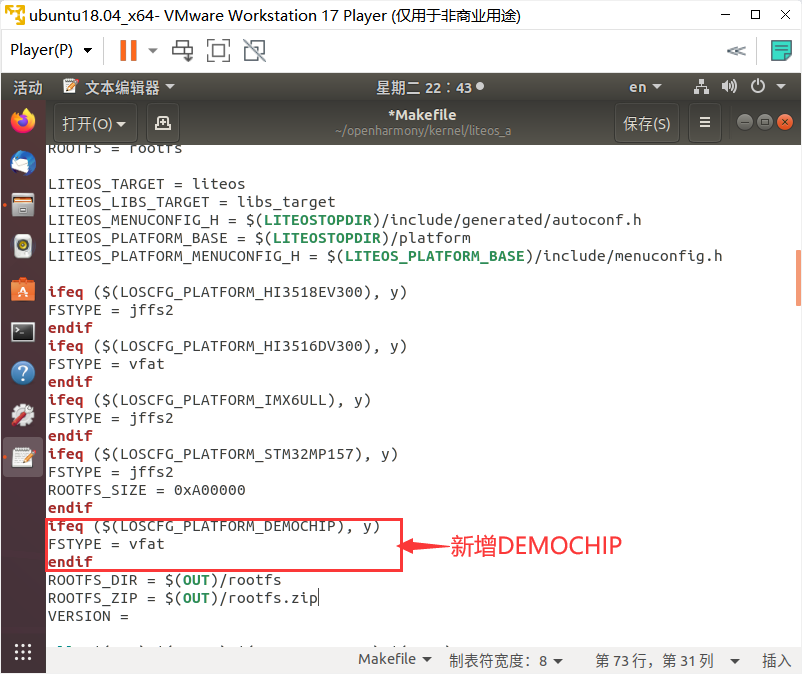 ubuntu18.04_x64- VMware Workstation 17 Player (仅用于非商业用途)
Player(P)
活动 文本编辑器 星期二 22：43 en
打开(O) *Makefile 保存(S)
~/openharmony/kernel/liteos_a
ROOTFS = rootfs
LITEOS_TARGET = liteos
LITEOS_LIBS_TARGET = libs_target
LITEOS_MENUCONFIG_H = $(LITEOSTOPDIR)/include/generated/autoconf.h
LITEOS_PLATFORM_BASE = $(LITEOSTOPDIR)/platform
LITEOS_PLATFORM_MENUCONFIG_H = $(LITEOS_PLATFORM_BASE)/include/menuconfig.h
ifeq ($(LOSCFG_PLATFORM_HI3518EV300), y)
FSTYPE = jffs2
endif
ifeq ($(LOSCFG_PLATFORM_HI3516DV300), y)
FSTYPE = vfat
endif
ifeq ($(LOSCFG_PLATFORM_IMX6ULL), y)
FSTYPE = jffs2
endif
ifeq ($(LOSCFG_PLATFORM_STM32MP157), y)
FSTYPE = jffs2
ROOTFS_SIZE = 0xA00000
endif
ifeq ($(LOSCFG_PLATFORM_DEMOCHIP), y)
FSTYPE = vfat
新增DEMOCHIP
endif
ROOTFS_DIR = $(OUT)/rootfs
ROOTFS_ZIP = $(OUT)/rootfs.zip
VERSION =
Makefile 制表符宽度：8 第 73 行，第 31 列 插入